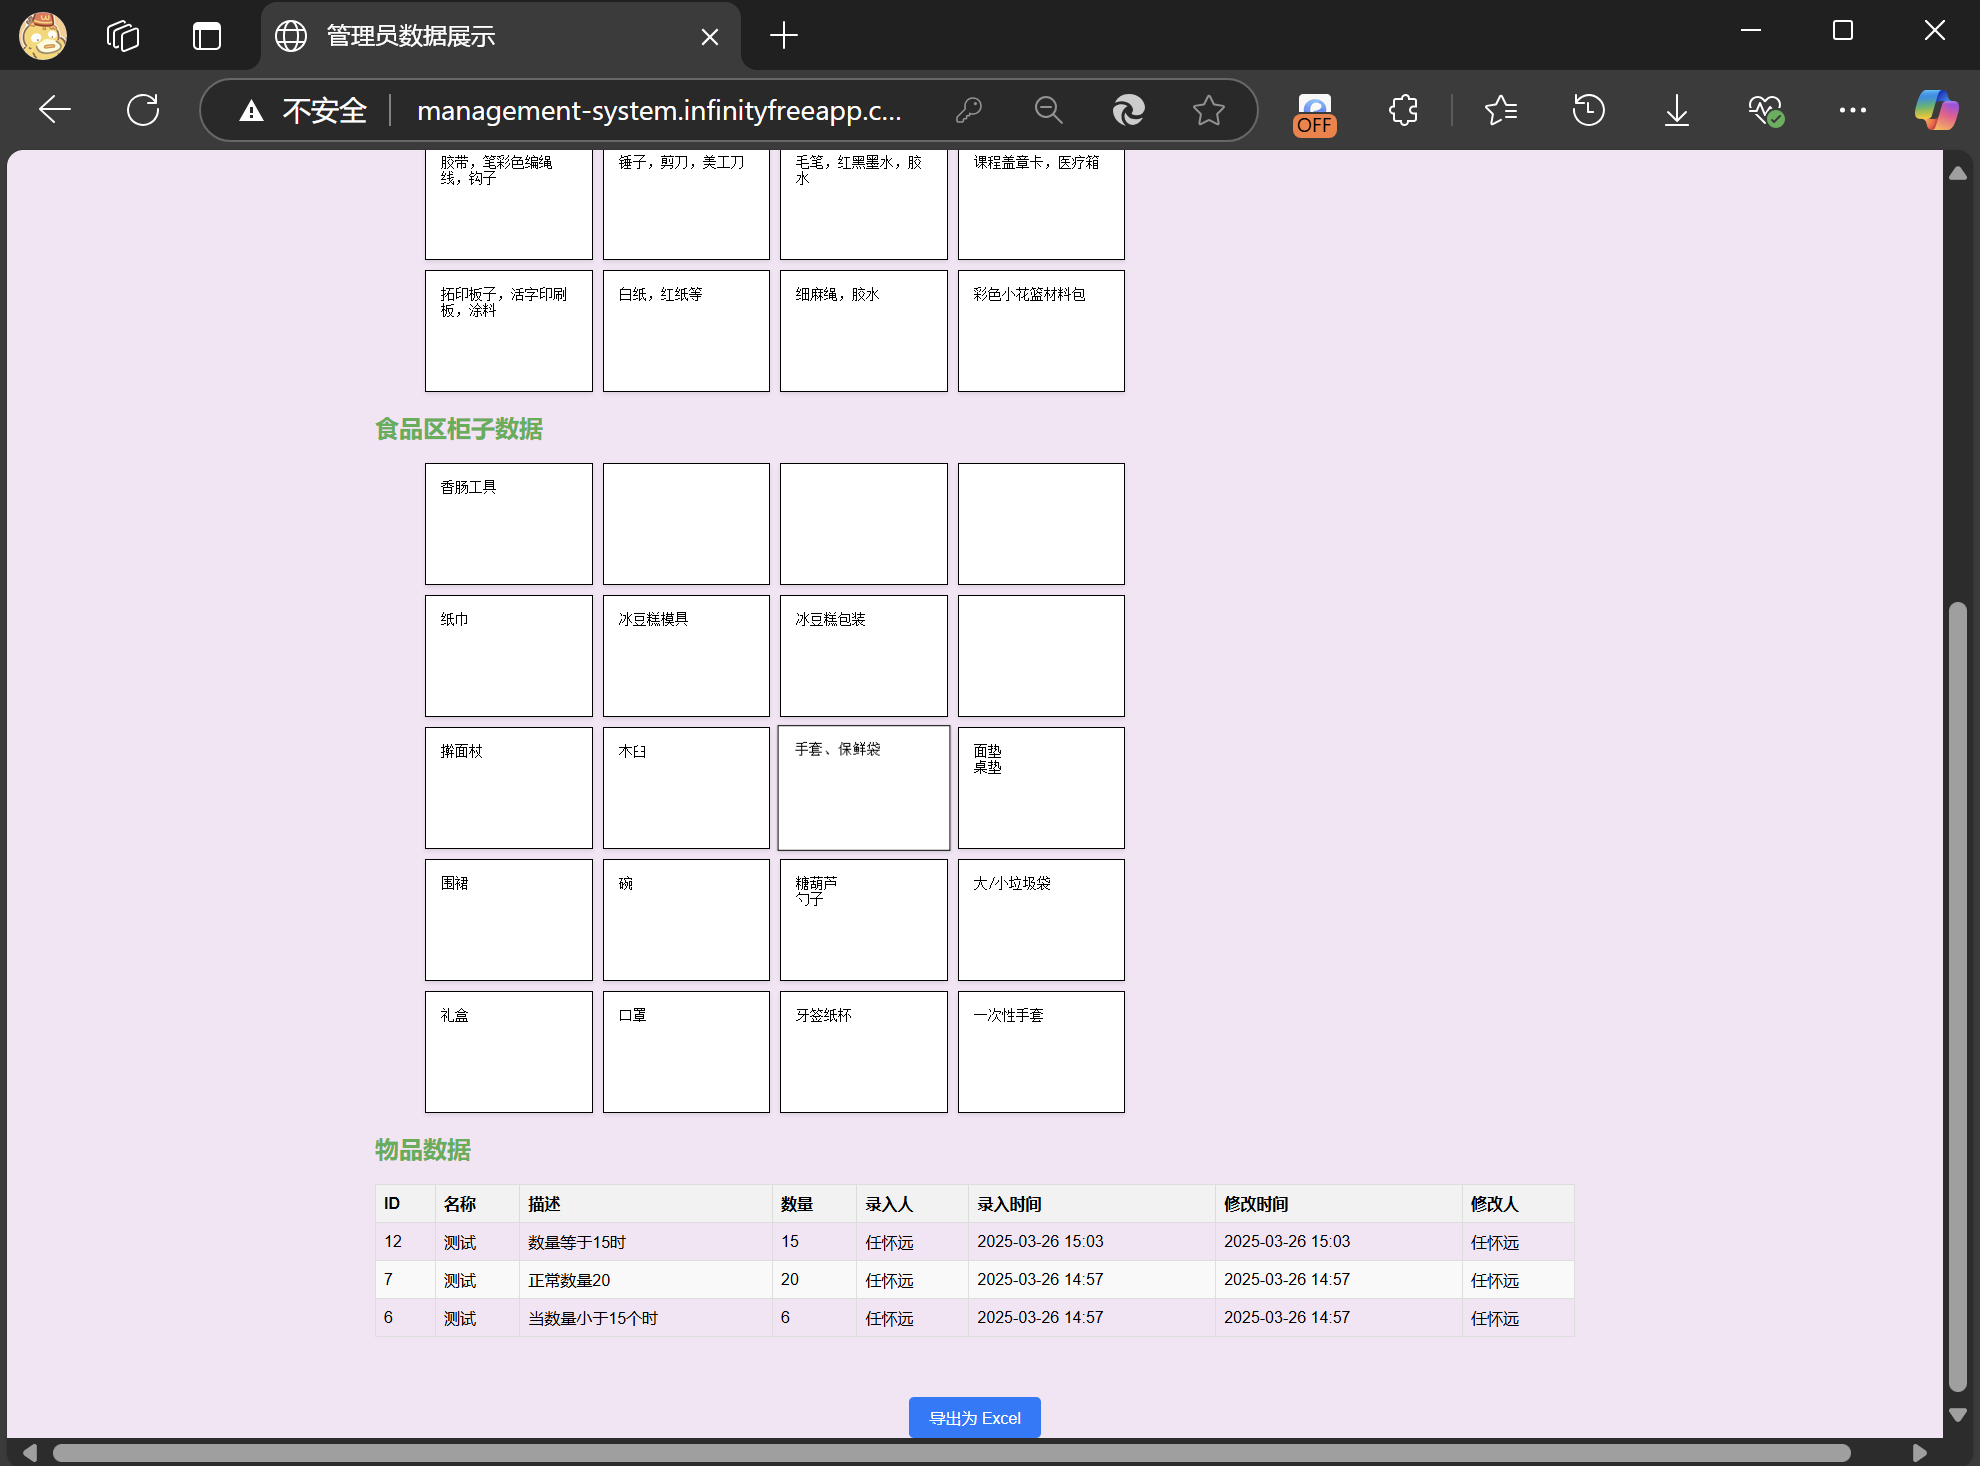 管理员数据展示
不安全
management-system.infinityfreeapp.c...
OFF
胶带，笔彩色编绳
线，钩子
锤子，剪刀，美工刀
毛笔，红黑墨水，胶
水
课程盖章卡，医疗箱
拓印板子，活字印刷
板，涂料
白纸，红纸等
细麻绳，胶水
彩色小花篮材料包
食品区柜子数据
香肠工具
纸巾
冰豆糕模具
冰豆糕包装
擀面杖
木臼
手套、保鲜袋
面垫
桌垫
围裙
碗
糖葫芦
勺子
大/小垃圾袋
礼盒
口罩
牙签纸杯
一次性手套
物品数据
ID 名称 描述 数量 录入人 录入时间 修改时间 修改人
12 测试 数量等于15时 15 任怀远 2025-03-26 15:03 2025-03-26 15:03 任怀远
7 测试 正常数量20 20 任怀远 2025-03-26 14:57 2025-03-26 14:57 任怀远
6 测试 当数量小于15个时 6 任怀远 2025-03-26 14:57 2025-03-26 14:57 任怀远
导出为 Excel